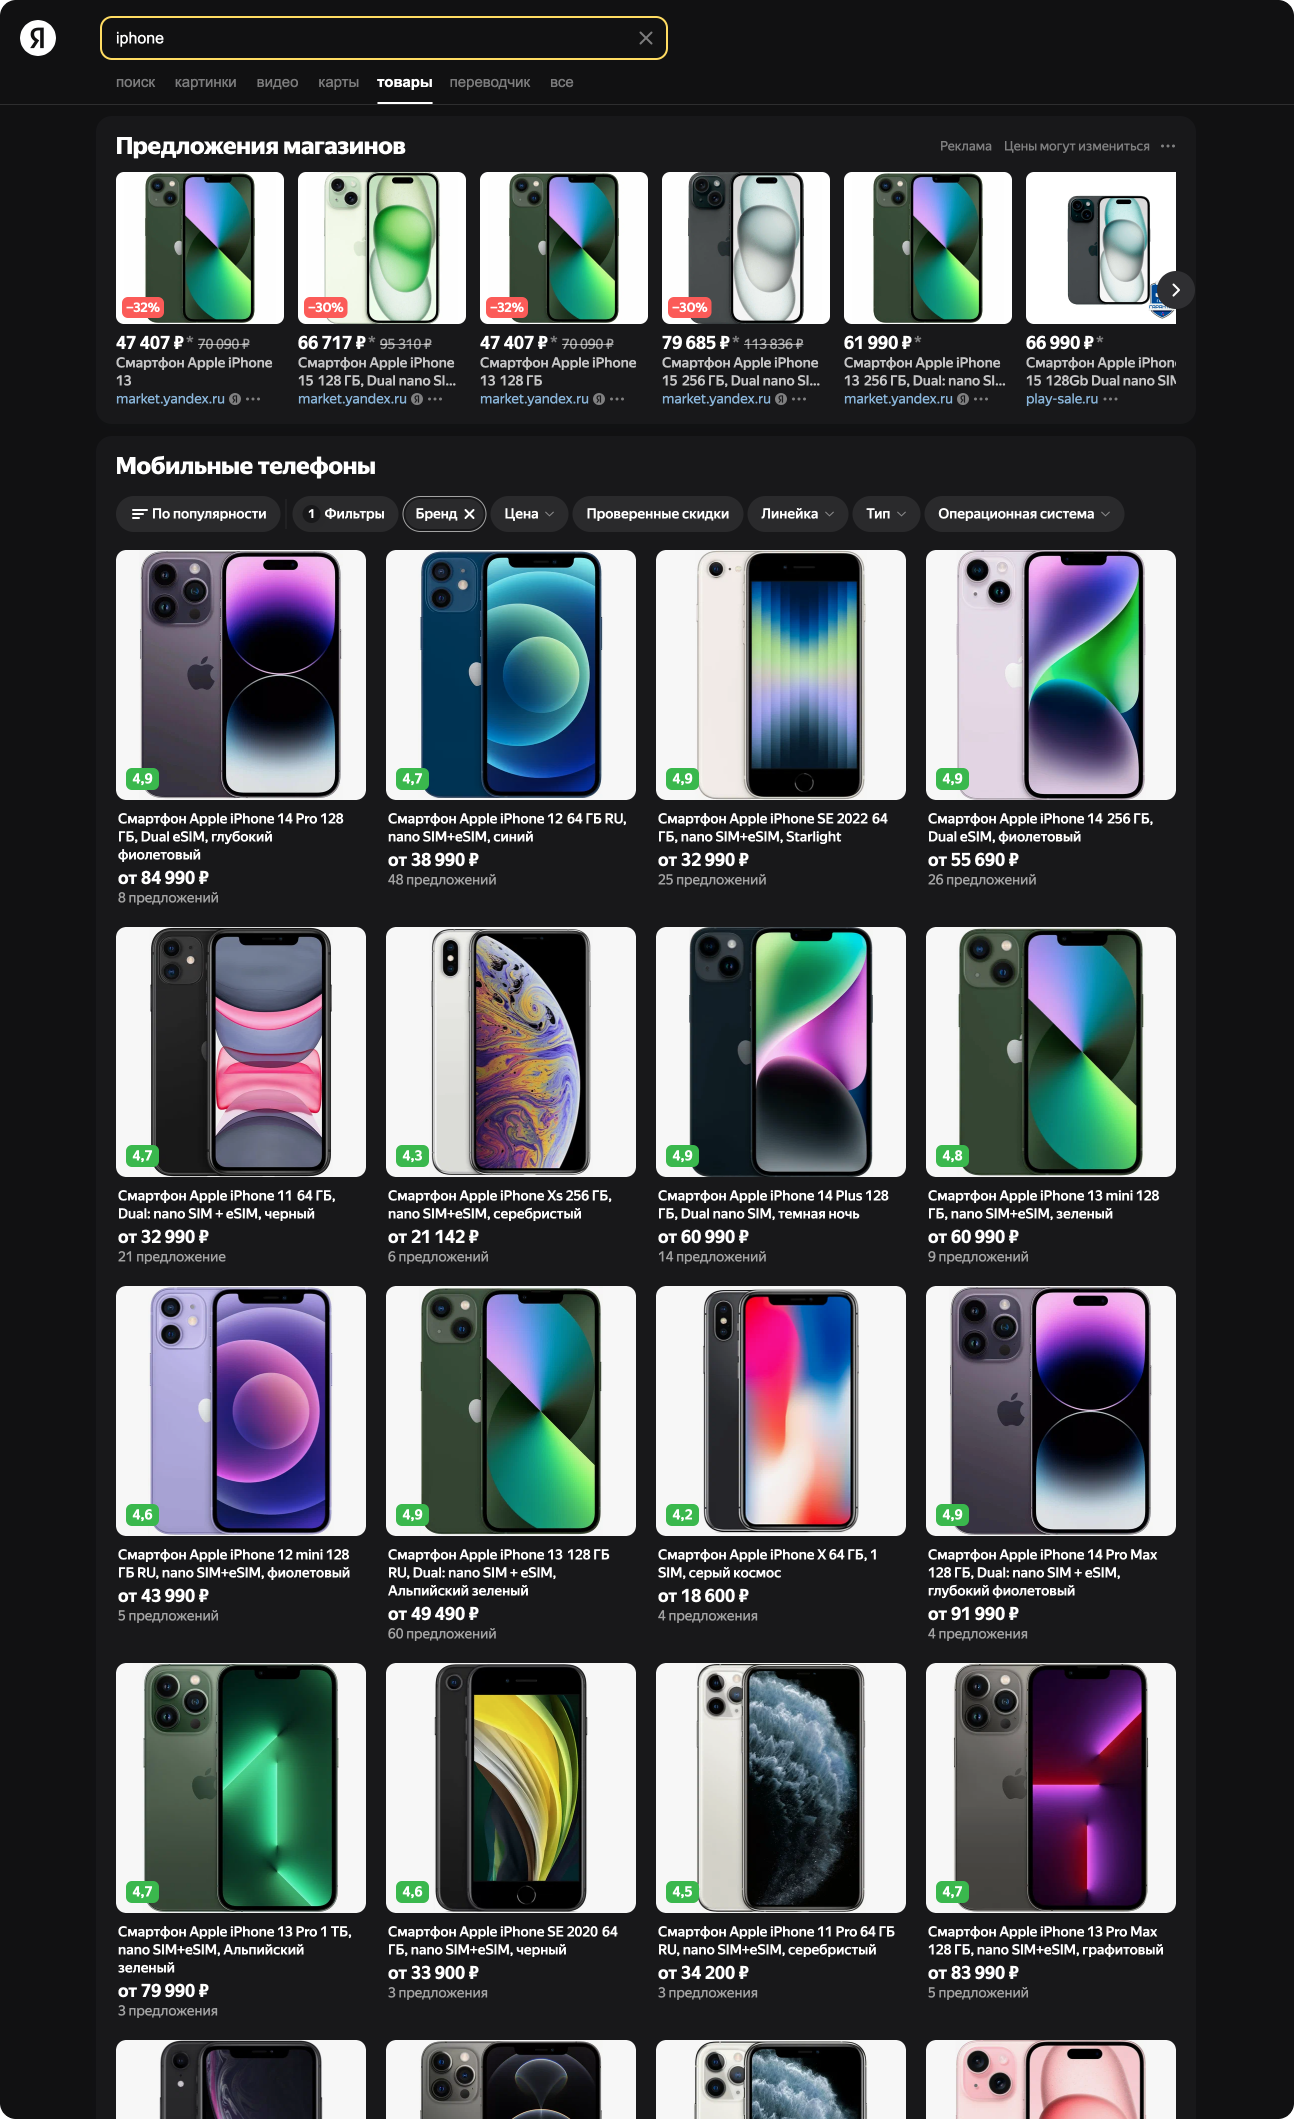 Я
iphone
поиск картинки видео карты товары переводчик все
Предложения магазинов
Реклама Цены могут измениться
–32%
–30%
–32%
–30%
47 407 ₽* 70 090 ₽
Смартфон Apple iPhone
13
market.yandex.ru
66 717 ₽* 95 310 ₽
Смартфон Apple iPhone
15 128 ГБ, Dual nano SI...
market.yandex.ru
47 407 ₽* 70 090 ₽
Смартфон Apple iPhone
13 128 ГБ
market.yandex.ru
79 685 ₽* 113 836 ₽
Смартфон Apple iPhone
15 256 ГБ, Dual nano SI...
market.yandex.ru
61 990 ₽*
Смартфон Apple iPhone
13 256 ГБ, Dual: nano SI...
market.yandex.ru
66 990 ₽*
Смартфон Apple iPhon
15 128Gb Dual nano SIM
play-sale.ru
Мобильные телефоны
По популярности 1 Фильтры Бренд Цена Проверенные скидки Линейка Тип Операционная система
4,9
Смартфон Apple iPhone 14 Pro 128
ГБ, Dual eSIM, глубокий
фиолетовый
от 84 990 ₽
8 предложений
4,7
Смартфон Apple iPhone 12 64 ГБ RU,
nano SIM+eSIM, синий
от 38 990 ₽
48 предложений
4,9
Смартфон Apple iPhone SE 2022 64
ГБ, nano SIM+eSIM, Starlight
от 32 990 ₽
25 предложений
4,9
Смартфон Apple iPhone 14 256 ГБ,
Dual eSIM, фиолетовый
от 55 690 ₽
26 предложений
4,7
Смартфон Apple iPhone 11 64 ГБ,
Dual: nano SIM + eSIM, черный
от 32 990 ₽
21 предложение
4,3
Смартфон Apple iPhone Xs 256 ГБ,
nano SIM+eSIM, серебристый
от 21 142 ₽
6 предложений
4,9
Смартфон Apple iPhone 14 Plus 128
ГБ, Dual nano SIM, темная ночь
от 60 990 ₽
14 предложений
4,8
Смартфон Apple iPhone 13 mini 128
ГБ, nano SIM+eSIM, зеленый
от 60 990 ₽
9 предложений
4,6
Смартфон Apple iPhone 12 mini 128
ГБ RU, nano SIM+eSIM, фиолетовый
от 43 990 ₽
5 предложений
4,9
Смартфон Apple iPhone 13 128 ГБ
RU, Dual: nano SIM + eSIM,
Альпийский зеленый
от 49 490 ₽
60 предложений
4,2
Смартфон Apple iPhone X 64 ГБ, 1
SIM, серый космос
от 18 600 ₽
4 предложения
4,9
Смартфон Apple iPhone 14 Pro Max
128 ГБ, Dual: nano SIM + eSIM,
глубокий фиолетовый
от 91 990 ₽
4 предложения
4,7
Смартфон Apple iPhone 13 Pro 1 ТБ,
nano SIM+eSIM, Альпийский
зеленый
от 79 990 ₽
3 предложения
4,6
Смартфон Apple iPhone SE 2020 64
ГБ, nano SIM+eSIM, черный
от 33 900 ₽
3 предложения
4,5
Смартфон Apple iPhone 11 Pro 64 ГБ
RU, nano SIM+eSIM, серебристый
от 34 200 ₽
3 предложения
4,7
Смартфон Apple iPhone 13 Pro Max
128 ГБ, nano SIM+eSIM, графитовый
от 83 990 ₽
5 предложений